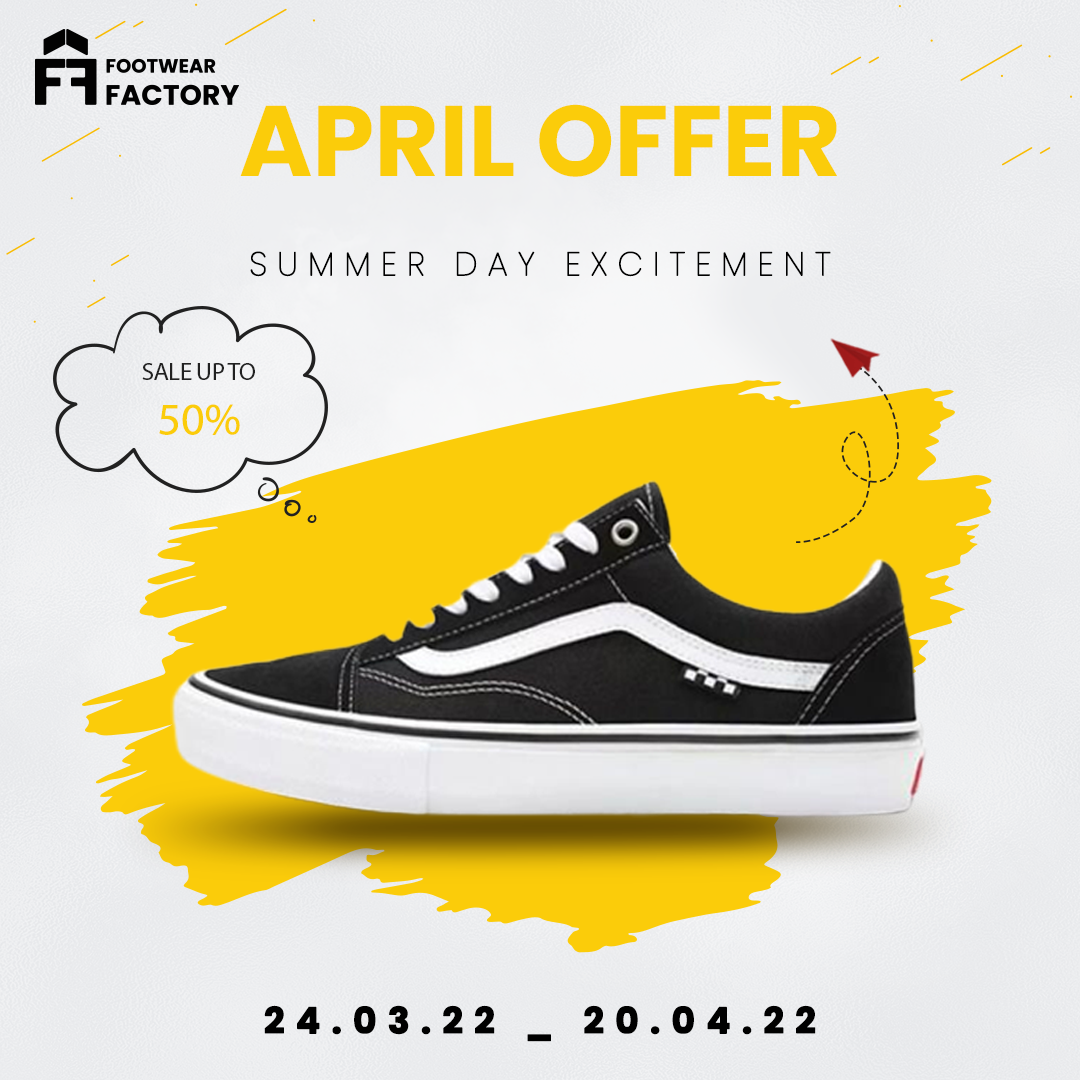 FOOTWEAR
FACTORY
APRIL OFFER
SUMMER DAY EXCITEMENT
SALE UP TO
50%
24.03.22 _ 20.04.22